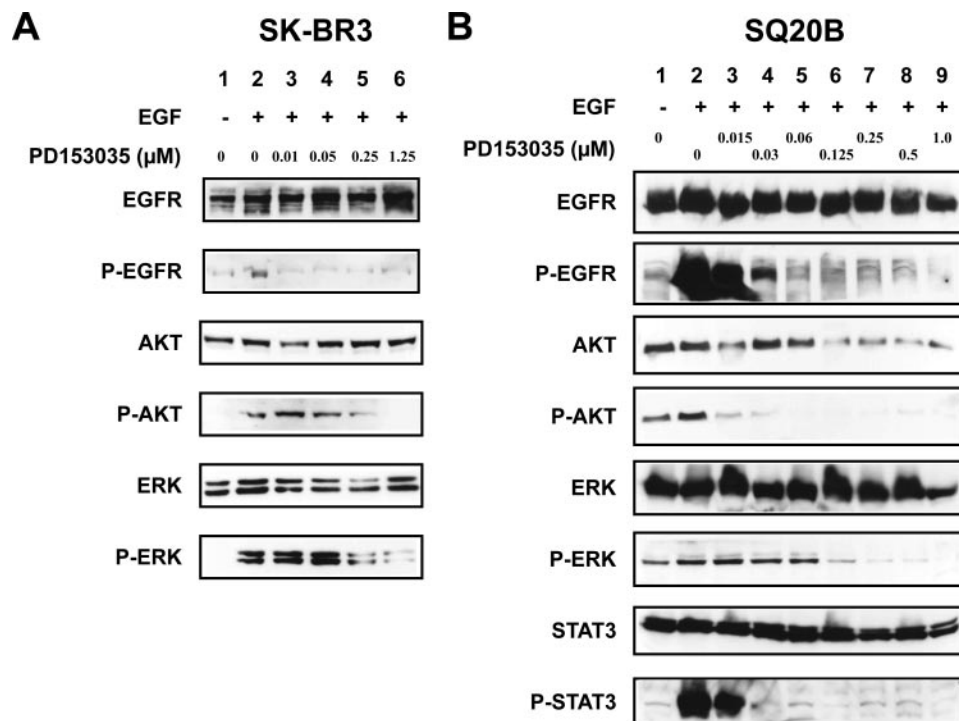 A
SK-BR3
1 2 3 4 5 6
EGF - + + + + +
PD153035 (µM) 0 0 0.01 0.05 0.25 1.25
EGFR
P-EGFR
AKT
P-AKT
ERK
P-ERK
B
SQ20B
1 2 3 4 5 6 7 8 9
EGF - + + + + + + + +
PD153035 (µM) 0 0 0.015 0.03 0.06 0.125 0.25 0.5 1.0
EGFR
P-EGFR
AKT
P-AKT
ERK
P-ERK
STAT3
P-STAT3